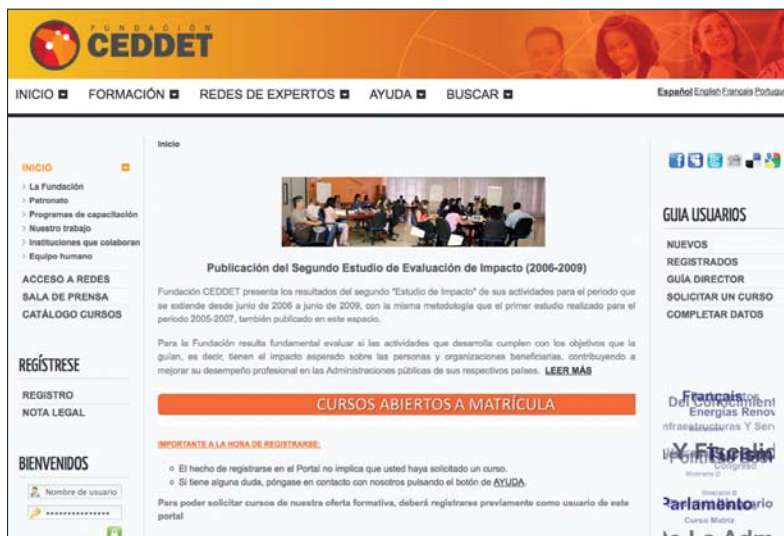 FUNDACIÓN
CEDDET
INICIO
FORMACIÓN
REDES DE EXPERTOS
AYUDA
BUSCAR
Español English Français
INICIO
> La Fundación
> Patronato
> Programas de capacitación
> Nuestro trabajo
> Instituciones que colaboran
> Equipo humano
ACCESO A REDES
SALA DE PRENSA
CATÁLOGO CURSOS
REGÍSTRESE
REGISTRO
NOTA LEGAL
BIENVENIDOS
Nombre de usuario
Inicio
Publicación del Segundo Estudio de Evaluación de Impacto (2006-2009)
Fundación CEDDET presenta los resultados del segundo "Estudio de Impacto" de sus actividades para el periodo que
se extiende desde junio de 2006 a junio de 2009, con la misma metodología que el primer estudio realizado para el
periodo 2005-2007, también publicado en este espacio.
Para la Fundación resulta fundamental evaluar si las actividades que desarrolla cumplen con los objetivos que la
guían, es decir, tienen el impacto esperado sobre las personas y organizaciones beneficiarias, contribuyendo a
mejorar su desempeño profesional en las Administraciones públicas de sus respectivos países. LEER MÁS
CURSOS ABIERTOS A MATRÍCULA
IMPORTANTE A LA HORA DE REGISTRARSE:
El hecho de registrarse en el Portal no implica que usted haya solicitado un curso.
Si tiene alguna duda, póngase en contacto con nosotros pulsando el botón de AYUDA.
Para poder solicitar cursos de nuestra oferta formativa, deberá registrarse previamente como usuario de este
portal
GUIA USUARIOS
NUEVOS
REGISTRADOS
GUÍA DIRECTOR
SOLICITAR UN CURSO
COMPLETAR DATOS
Français
Energías Renov
Turism
Congreso
Itinerario D
Itinerario B
Parlamento
Curso Matriz